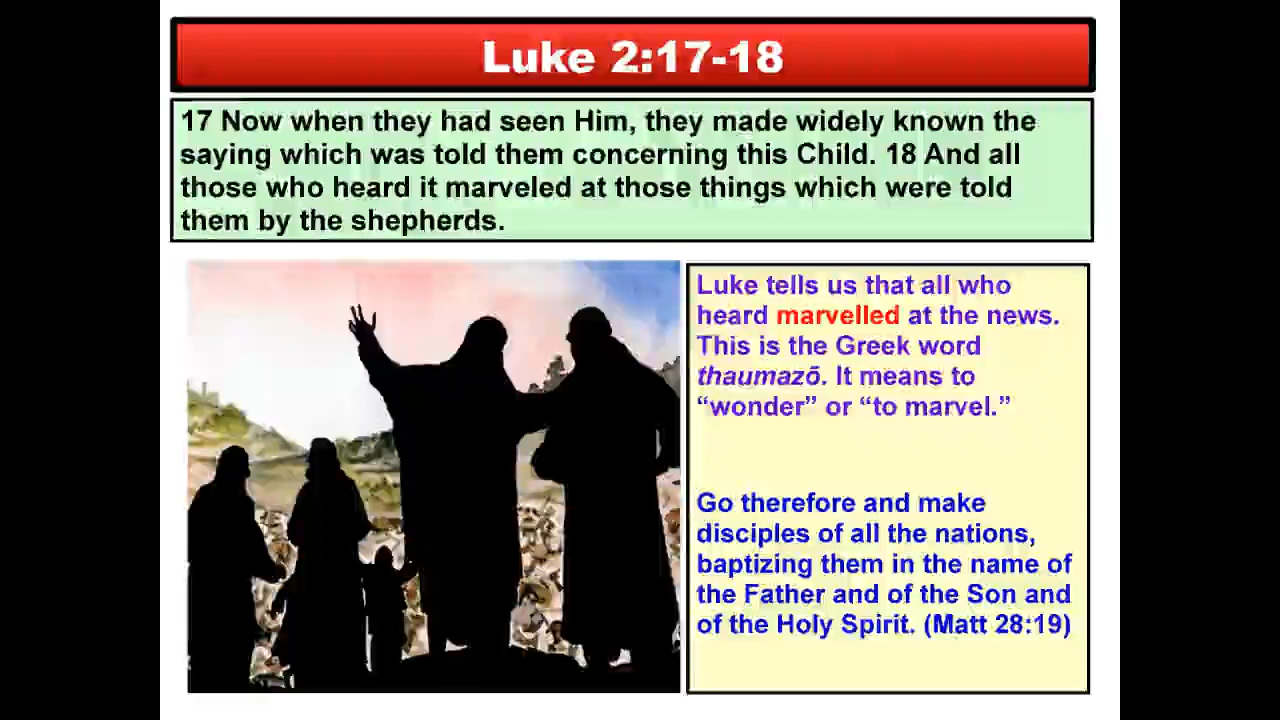 Luke 2:17-18
17 Now when they had seen Him, they made widely known the
saying which was told them concerning this Child. 18 And all
those who heard it marveled at those things which were told
them by the shepherds.
Luke tells us that all who
heard marvelled at the news.
This is the Greek word
thaumazō. It means to
“wonder” or “to marvel.”
Go therefore and make
disciples of all the nations,
baptizing them in the name of
the Father and of the Son and
of the Holy Spirit. (Matt 28:19)